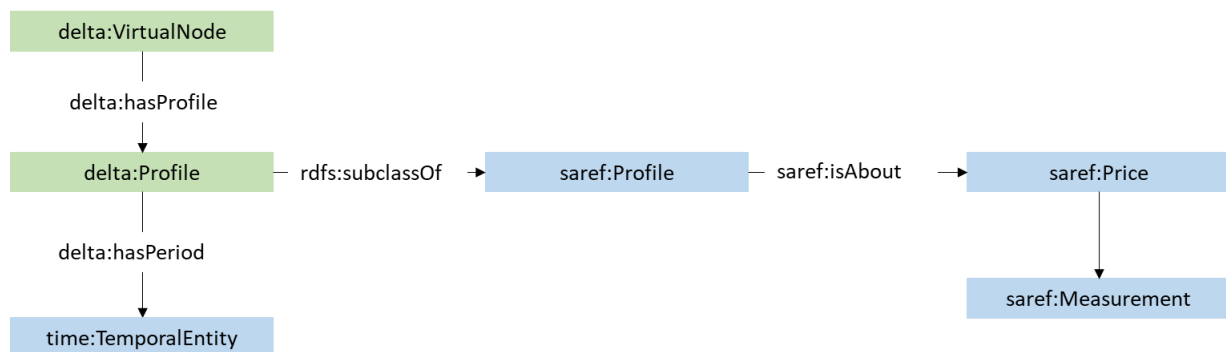 delta:VirtualNode
delta:hasProfile
delta:Profile
rdfs:subclassOf
saref:Profile
saref:isAbout
saref:Price
delta:hasPeriod
saref:Measurement
time:TemporalEntity